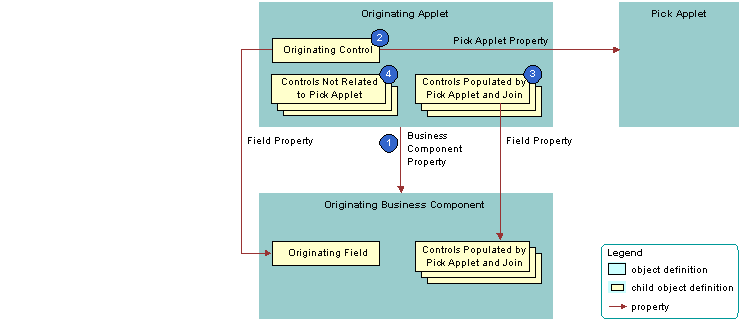 Originating Applet
Pick Applet
2
Originating Control
Pick Applet Property
4
3
Controls Not Related
to Pick Applet
Controls Populated by
Pick Applet and Join
Field Property
1
Business
Component
Property
Field Property
Originating Business Component
Originating Field
Controls Populated by
Pick Applet and Join
Legend
object definition
child object definition
property